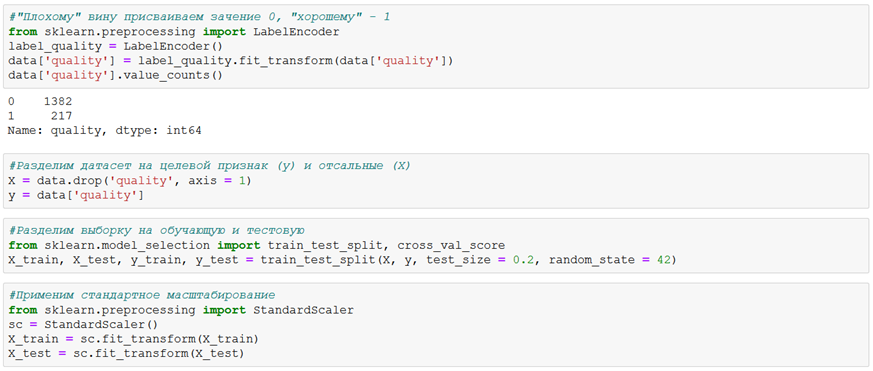 #"Плохому" вину присваиваем зачение 0, "хорошему" - 1
from sklearn.preprocessing import LabelEncoder
label_quality = LabelEncoder()
data['quality'] = label_quality.fit_transform(data['quality'])
data['quality'].value_counts()
0    1382
1     217
Name: quality, dtype: int64
#Разделим датасет на целевой признак (y) и отсальные (X)
X = data.drop('quality', axis = 1)
y = data['quality']
#Разделим выборку на обучающую и тестовую
from sklearn.model_selection import train_test_split, cross_val_score
X_train, X_test, y_train, y_test = train_test_split(X, y, test_size = 0.2, random_state = 42)
#Применим стандартное масштабирование
from sklearn.preprocessing import StandardScaler
sc = StandardScaler()
X_train = sc.fit_transform(X_train)
X_test = sc.fit_transform(X_test)